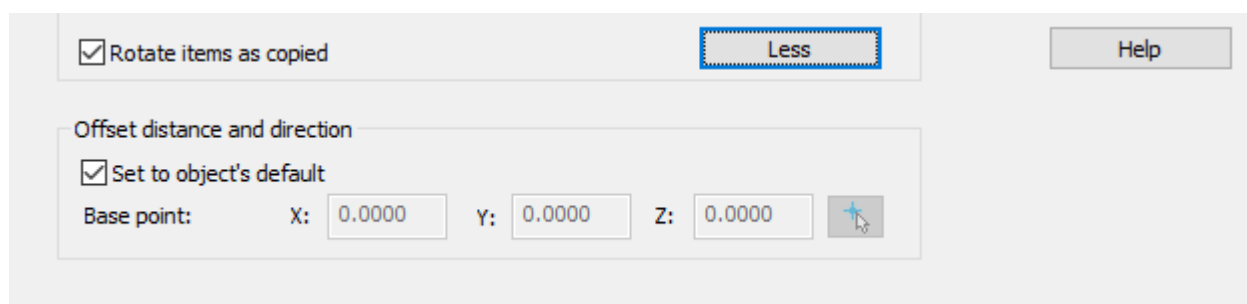 Rotate items as copied Less Help
Offset distance and direction
Set to object's default
Base point: X: 0.0000 Y: 0.0000 Z: 0.0000